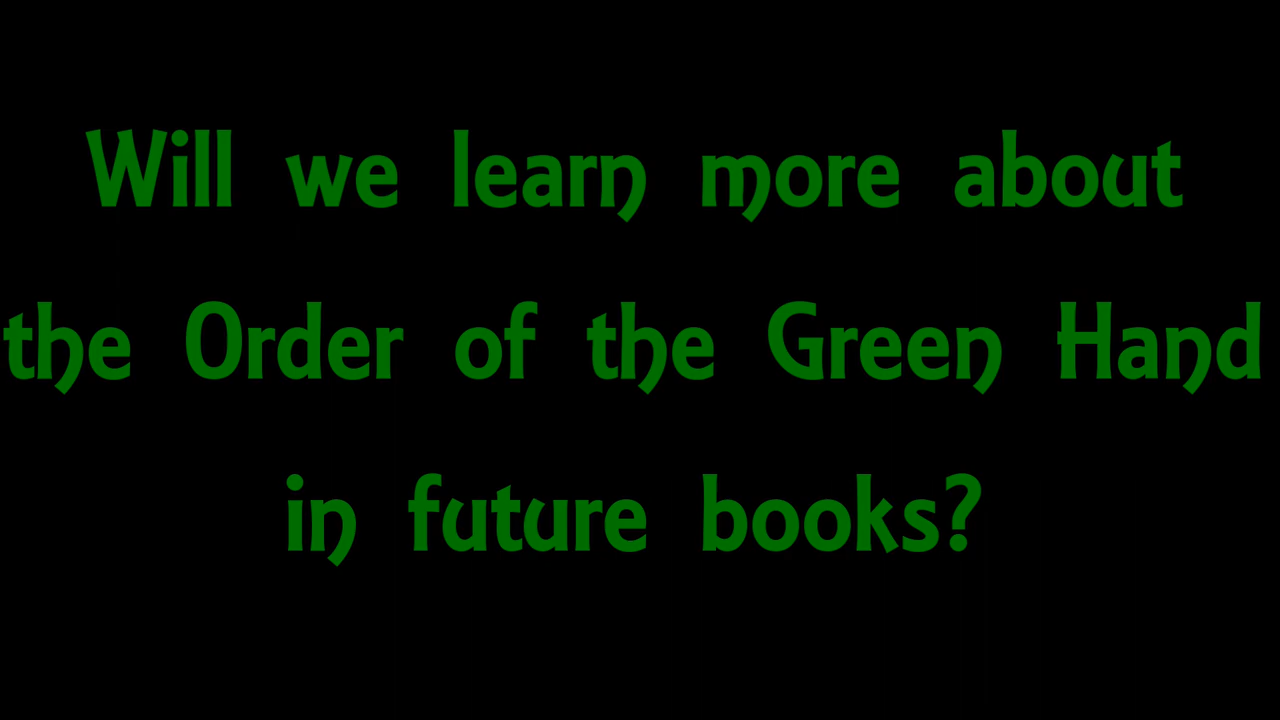 Will we learn more about
the Order of the Green Hand
in future books?